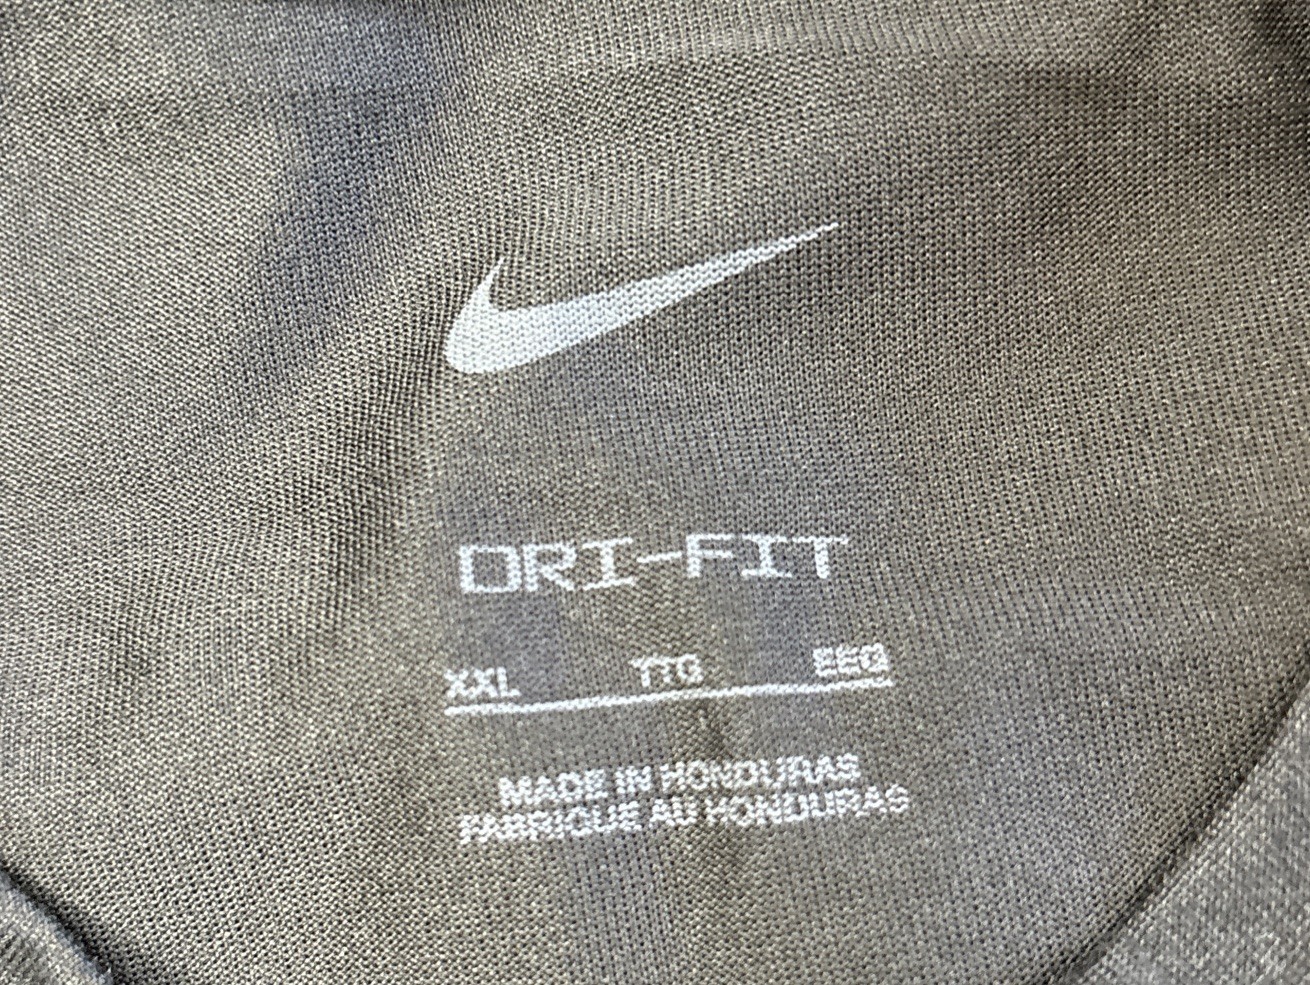 DRI-FIT
XXL TTG EEG
MADE IN HONDURAS
FABRIQUE AU HONDURAS